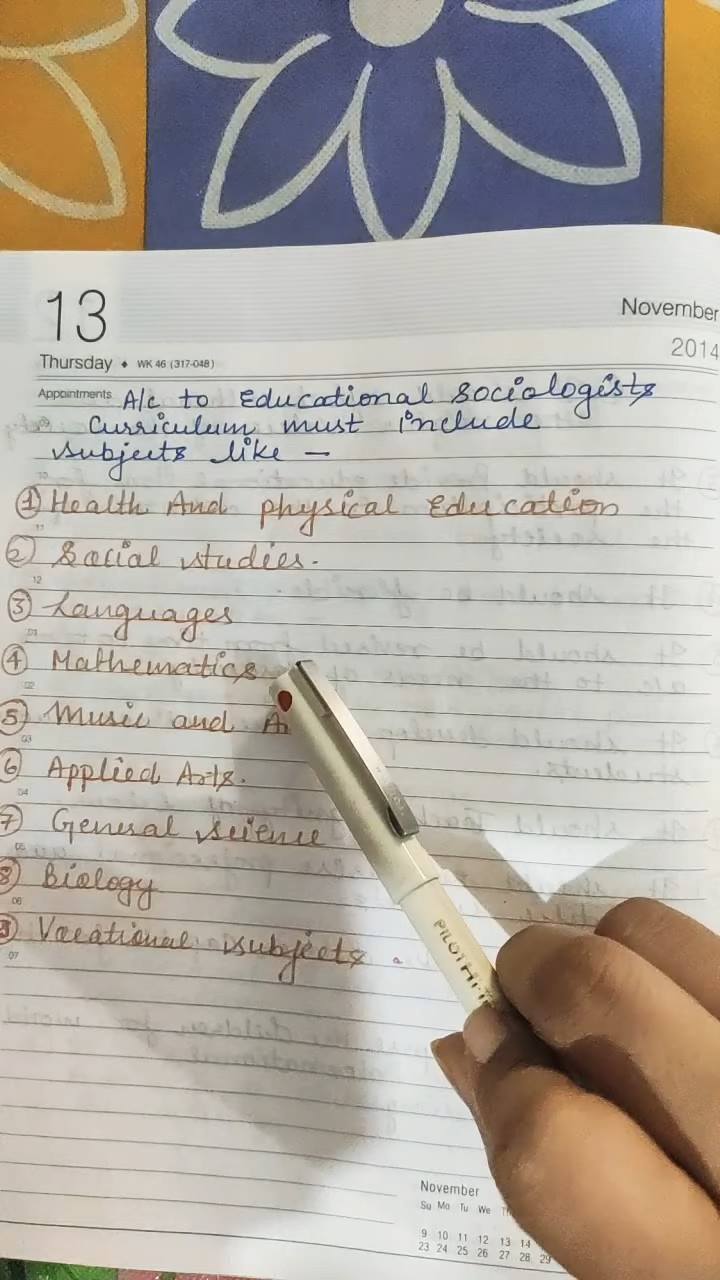 13
November
2014
Thursday ♦ WK 46 (317-048)
Appointments A/c to Educational Sociologists
Curriculum must include
subjects like –
① Health And physical Education
② Social studies.
③ Languages
④ Mathematics
⑤ Music and
⑥ Applied Arts.
⑦ General science
⑧ Biology
Vocational subjects.
PILOT
November
Su Mo Tu We
9 10 11 12 13 14
23 24 25 26 27 28 29